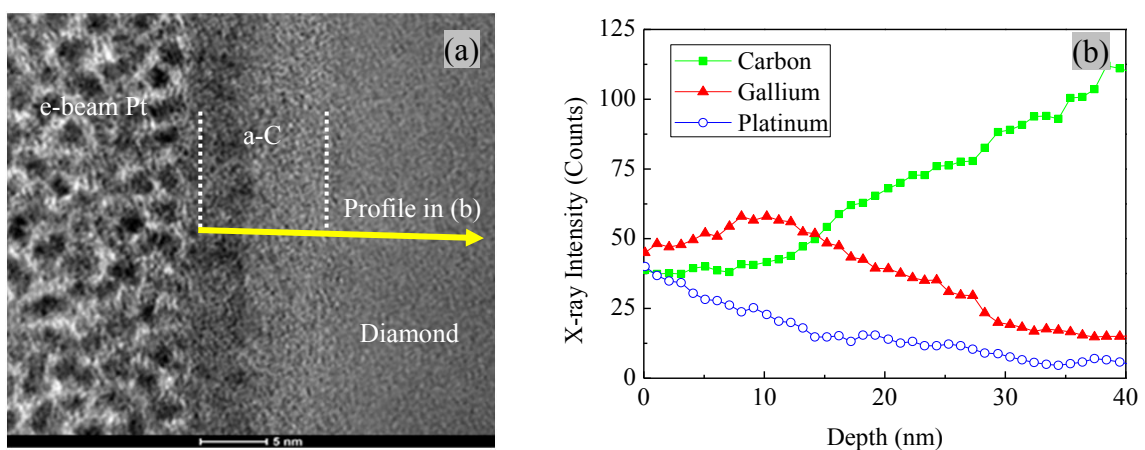 (a)
e-beam Pt
a-C
Profile in (b)
Diamond
5 nm
(b)
125
100
75
50
25
0
X-ray Intensity (Counts)
Carbon
Gallium
Platinum
0 10 20 30 40
Depth (nm)